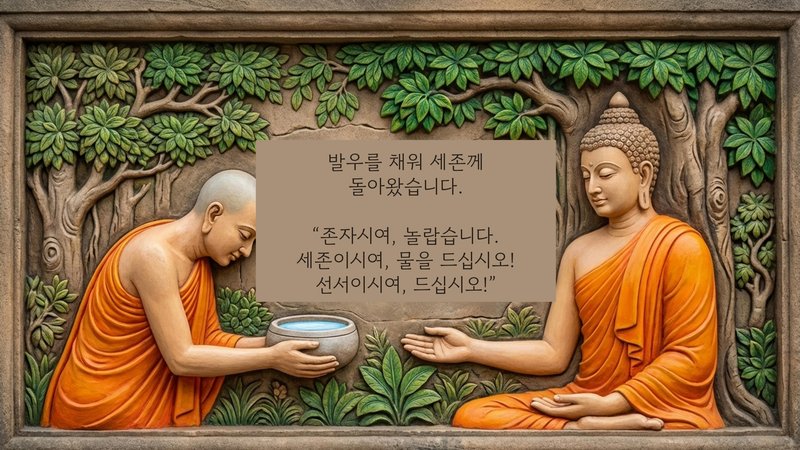 발우를 채워 세존께
돌아왔습니다.
“존자시여, 놀랍습니다.
세존이시여, 물을 드십시오!
선서이시여, 드십시오!”